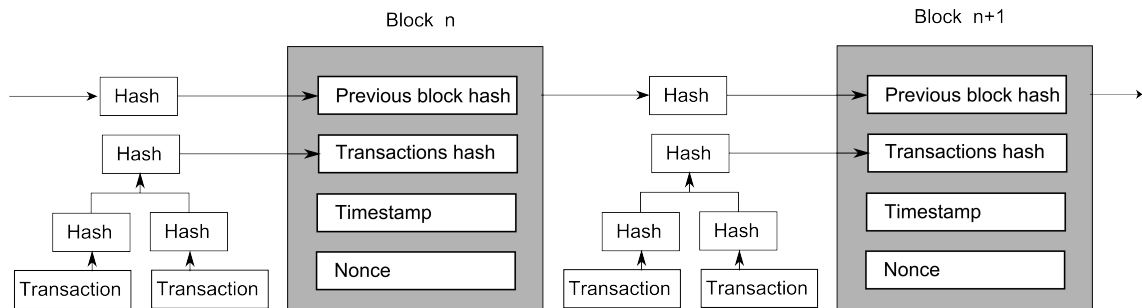 Block n
Block n+1
Hash
Previous block hash
Hash
Previous block hash
Hash
Transactions hash
Hash
Transactions hash
Hash
Hash
Timestamp
Hash
Hash
Timestamp
Transaction
Transaction
Nonce
Transaction
Transaction
Nonce